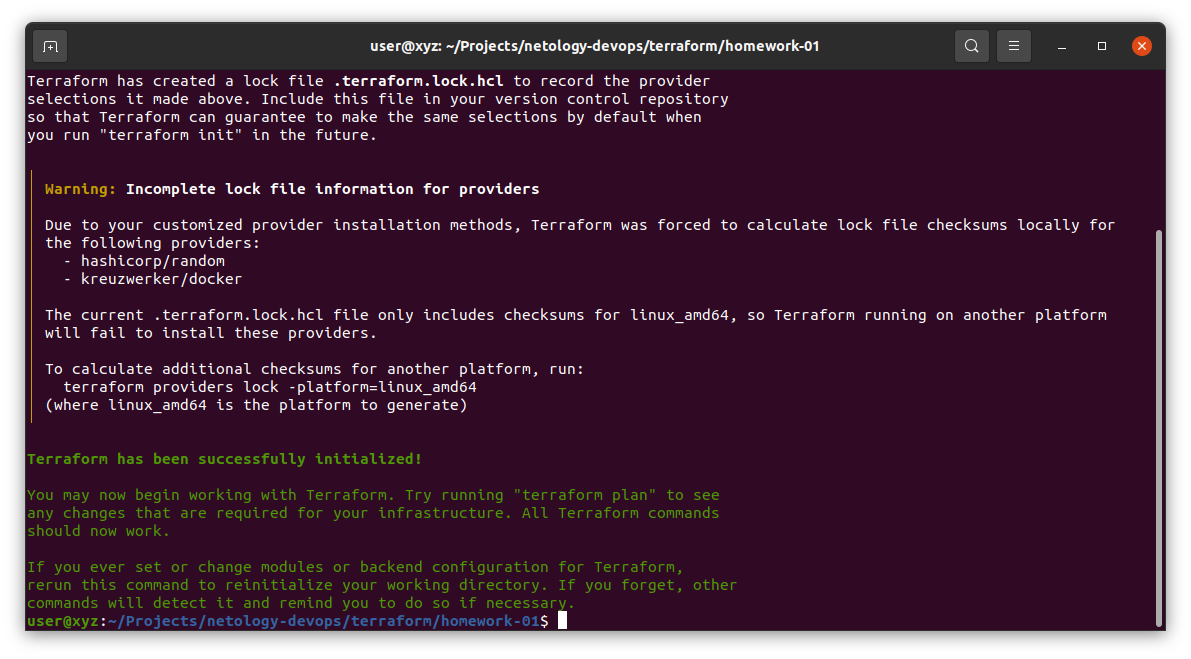 user@xyz: ~/Projects/netology-devops/terraform/homework-01
Terraform has created a lock file .terraform.lock.hcl to record the provider
selections it made above. Include this file in your version control repository
so that Terraform can guarantee to make the same selections by default when
you run "terraform init" in the future.
Warning: Incomplete lock file information for providers
Due to your customized provider installation methods, Terraform was forced to calculate lock file checksums locally for
the following providers:
- hashicorp/random
- kreuzwerker/docker
The current .terraform.lock.hcl file only includes checksums for linux_amd64, so Terraform running on another platform
will fail to install these providers.
To calculate additional checksums for another platform, run:
terraform providers lock -platform=linux_amd64
(where linux_amd64 is the platform to generate)
Terraform has been successfully initialized!
You may now begin working with Terraform. Try running "terraform plan" to see
any changes that are required for your infrastructure. All Terraform commands
should now work.
If you ever set or change modules or backend configuration for Terraform,
rerun this command to reinitialize your working directory. If you forget, other
commands will detect it and remind you to do so if necessary.
user@xyz:~/Projects/netology-devops/terraform/homework-01$